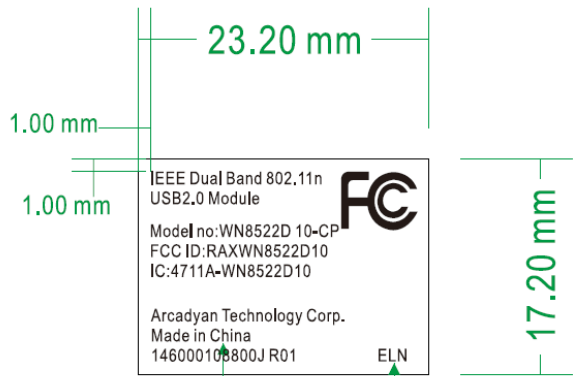 23.20 mm
1.00 mm
1.00 mm
IEEE Dual Band 802.11n
USB2.0 Module
FC
Model no:WN8522D 10-CP
FCC ID:RAXWN8522D10
IC:4711A-WN8522D10
17.20 mm
Arcadyan Technology Corp.
Made in China
ELN